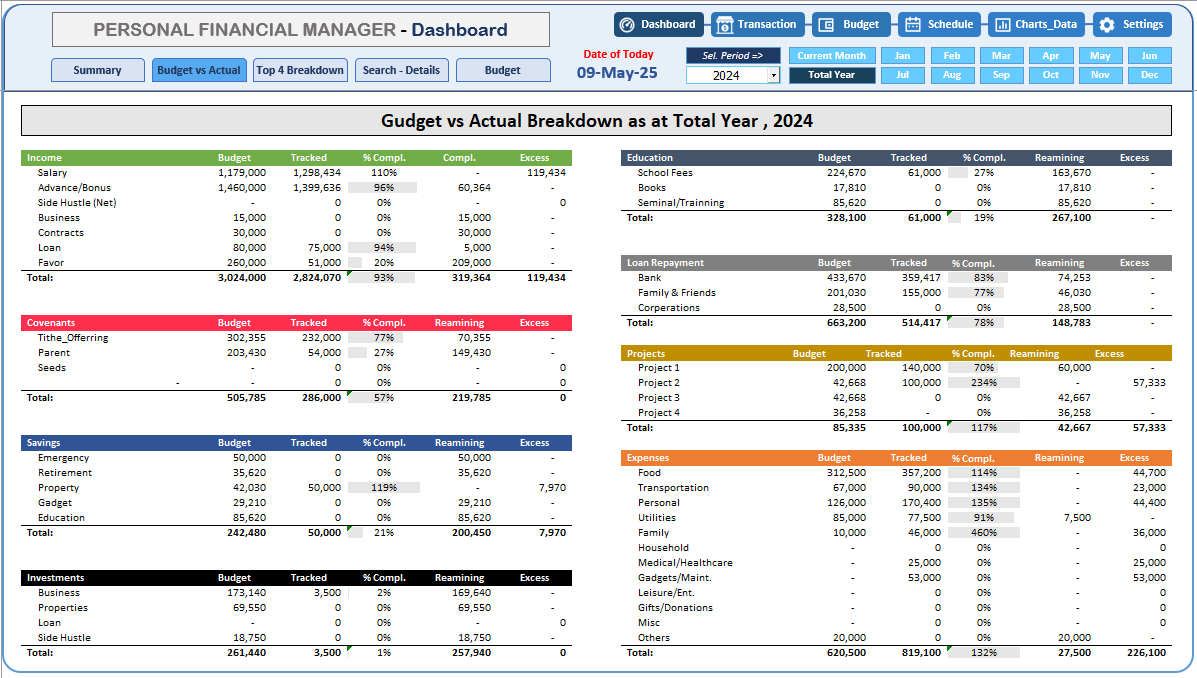 PERSONAL FINANCIAL MANAGER - Dashboard
Dashboard Transaction Budget Schedule Charts_Data Settings
Summary Budget vs Actual Top 4 Breakdown Search - Details Budget
Date of Today
09-May-25
Sel. Period => Current Month Jan Feb Mar Apr May Jun
2024 Total Year Jul Aug Sep Oct Nov Dec
Gudget vs Actual Breakdown as at Total Year , 2024
Income Budget Tracked % Compl. Compl. Excess
Salary 1,179,000 1,298,434 110% - 119,434
Advance/Bonus 1,460,000 1,399,636 96% 60,364 -
Side Hustle (Net) - 0 0% - 0
Business 15,000 0 0% 15,000 -
Contracts 30,000 0 0% 30,000 -
Loan 80,000 75,000 94% 5,000 -
Favor 260,000 51,000 20% 209,000 -
Total: 3,024,000 2,824,070 93% 319,364 119,434
Covenants Budget Tracked % Compl. Reamining Excess
Tithe_Offerring 302,355 232,000 77% 70,355 -
Parent 203,430 54,000 27% 149,430 -
Seeds - 0 0% - 0
- - 0 0% - 0
Total: 505,785 286,000 57% 219,785 0
Savings Budget Tracked % Compl. Reamining Excess
Emergency 50,000 0 0% 50,000 -
Retirement 35,620 0 0% 35,620 -
Property 42,030 50,000 119% - 7,970
Gadget 29,210 0 0% 29,210 -
Education 85,620 0 0% 85,620 -
Total: 242,480 50,000 21% 200,450 7,970
Investments Budget Tracked % Compl. Reamining Excess
Business 173,140 3,500 2% 169,640 -
Properties 69,550 0 0% 69,550 -
Loan - 0 0% - 0
Side Hustle 18,750 0 0% 18,750 -
Total: 261,440 3,500 1% 257,940 0
Education Budget Tracked % Compl. Reamining Excess
School Fees 224,670 61,000 27% 163,670 -
Books 17,810 0 0% 17,810 -
Seminal/Trainning 85,620 0 0% 85,620 -
Total: 328,100 61,000 19% 267,100 -
Loan Repayment Budget Tracked % Compl. Reamining Excess
Bank 433,670 359,417 83% 74,253 -
Family & Friends 201,030 155,000 77% 46,030 -
Corperations 28,500 0 0% 28,500 -
Total: 663,200 514,417 78% 148,783 -
Projects Budget Tracked % Compl. Reamining Excess
Project 1 200,000 140,000 70% 60,000 -
Project 2 42,668 100,000 234% - 57,333
Project 3 42,668 0 0% 42,667 -
Project 4 36,258 - 0% 36,258 -
Total: 85,335 100,000 117% 42,667 57,333
Expenses Budget Tracked % Compl. Reamining Excess
Food 312,500 357,200 114% - 44,700
Transportation 67,000 90,000 134% - 23,000
Personal 126,000 170,400 135% - 44,400
Utilities 85,000 77,500 91% 7,500 -
Family 10,000 46,000 460% - 36,000
Household - 0 0% - 0
Medical/Healthcare - 25,000 0% - 25,000
Gadgets/Maint. - 53,000 0% - 53,000
Leisure/Ent. - 0 0% - 0
Gifts/Donations - 0 0% - 0
Misc - 0 0% - 0
Others 20,000 0 0% 20,000 -
Total: 620,500 819,100 132% 27,500 226,100